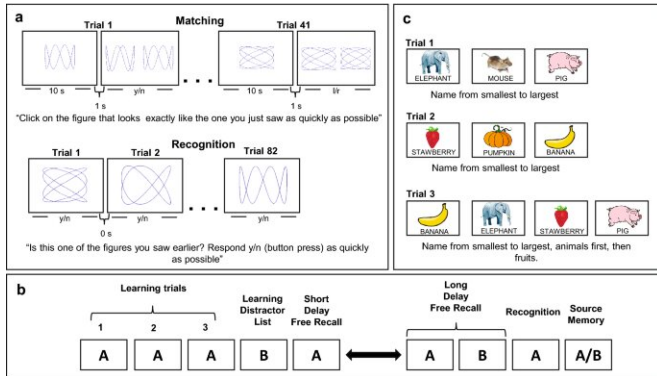 a
Matching
Trial 1
Trial 41
10 s
y/n
10 s
l/r
1 s
1 s
"Click on the figure that looks exactly like the one you just saw as quickly as possible"
Recognition
Trial 1
Trial 2
Trial 82
y/n
y/n
y/n
0 s
"Is this one of the figures you saw earlier? Respond y/n (button press) as quickly
as possible"
c
Trial 1
ELEPHANT
MOUSE
PIG
Name from smallest to largest
Trial 2
STAWBERRY
PUMPKIN
BANANA
Name from smallest to largest
Trial 3
BANANA
ELEPHANT
STAWBERRY
PIG
Name from smallest to largest, animals first, then
fruits.
b
Learning trials
1 2 3
Learning
Distractor
List
Short
Delay
Free Recall
Long
Delay
Free Recall
Recognition
Source
Memory
A A A B A A B A A/B